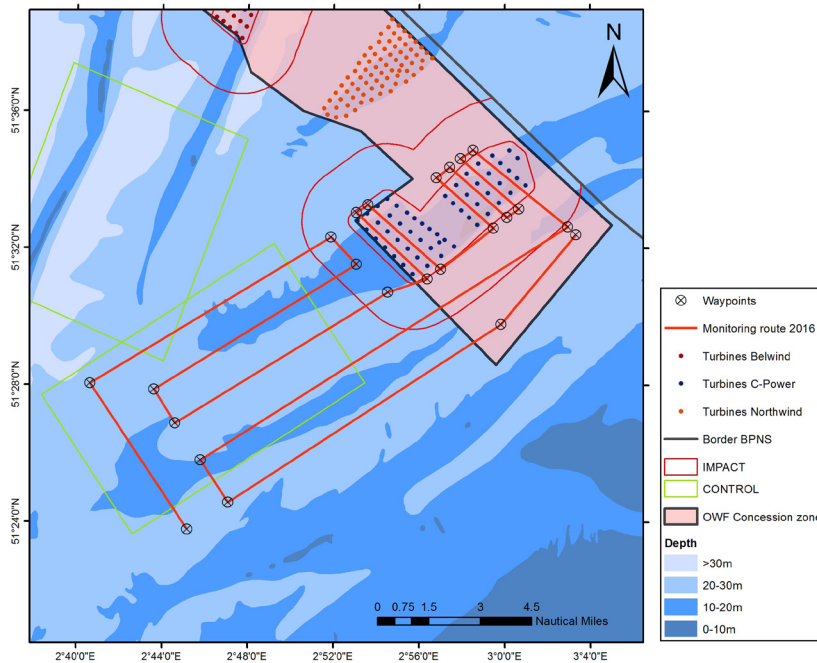 N
51°36'0"N
51°32'0"N
51°28'0"N
51°24'0"N
2°40'0"E
2°44'0"E
2°48'0"E
2°52'0"E
2°56'0"E
3°0'0"E
3°4'0"E
0 0.75 1.5 3 4.5
Nautical Miles
Waypoints
Monitoring route 2016
Turbines Belwind
Turbines C-Power
Turbines Northwind
Border BPNS
IMPACT
CONTROL
OWF Concession zone
Depth
>30m
20-30m
10-20m
0-10m